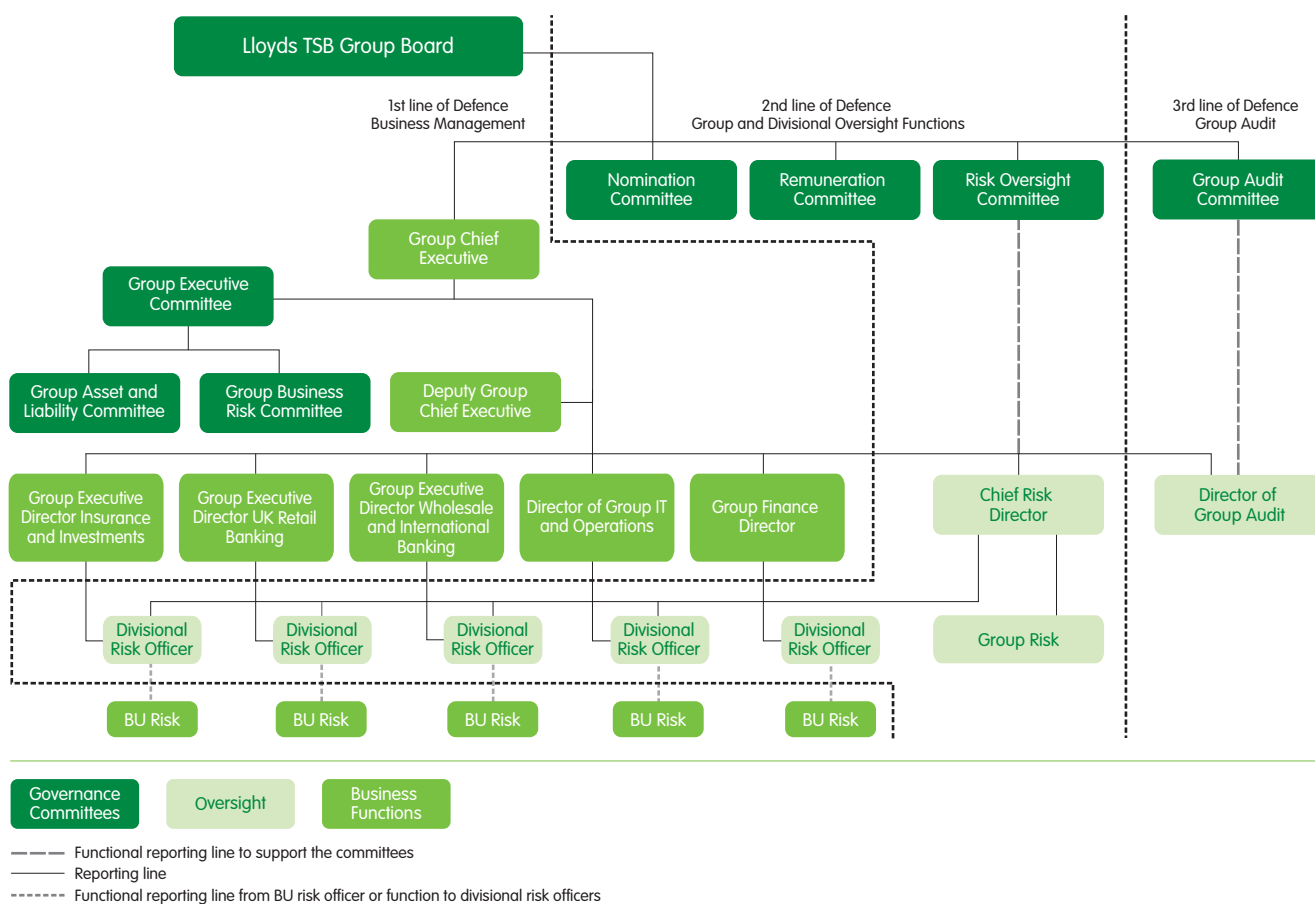 Lloyds TSB Group Board
1st line of Defence
Business Management
2nd line of Defence
Group and Divisional Oversight Functions
3rd line of Defence
Group Audit
Nomination
Committee
Remuneration
Committee
Risk Oversight
Committee
Group Audit
Committee
Group Chief
Executive
Group Executive
Committee
Group Asset and
Liability Committee
Group Business
Risk Committee
Deputy Group
Chief Executive
Group Executive
Director Insurance
and Investments
Group Executive
Director UK Retail
Banking
Group Executive
Director Wholesale
and International
Banking
Director of Group IT
and Operations
Group Finance
Director
Chief Risk
Director
Director of
Group Audit
Divisional
Risk Officer
Divisional
Risk Officer
Divisional
Risk Officer
Divisional
Risk Officer
Divisional
Risk Officer
Group Risk
BU Risk
BU Risk
BU Risk
BU Risk
BU Risk
Governance
Committees
Oversight
Business
Functions
Functional reporting line to support the committees
Reporting line
Functional reporting line from BU risk officer or function to divisional risk officers